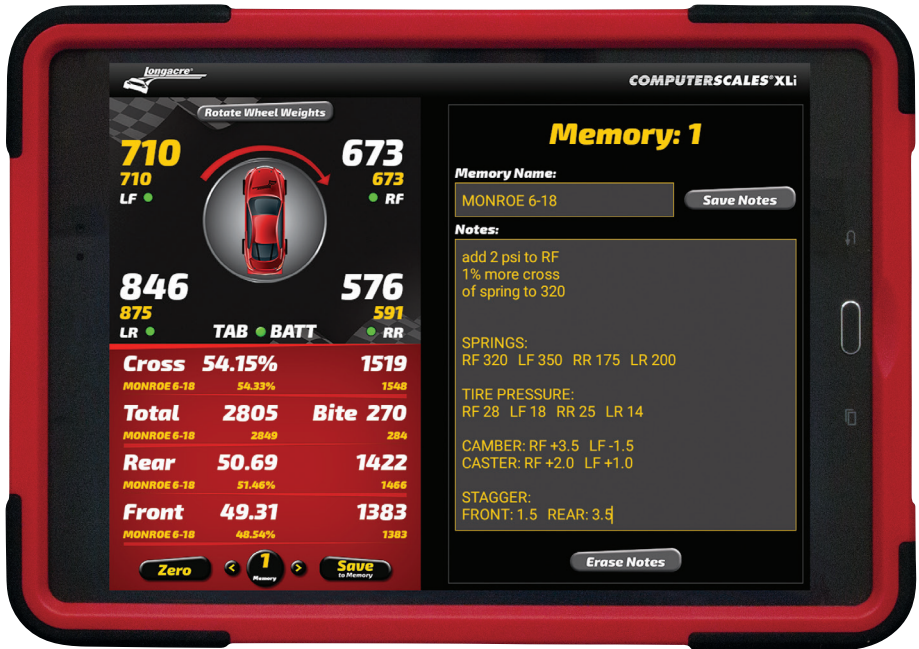 Longacre®
COMPUTERSCALES® XLi
Rotate Wheel Weights
710
710
LF
673
673
RF
846
875
LR
576
591
RR
TAB BATT
Cross 54.15% 1519
MONROE 6-18 54.33% 1548
Total 2805 Bite 270
MONROE 6-18 2849 284
Rear 50.69 1422
MONROE 6-18 51.46% 1466
Front 49.31 1383
MONROE 6-18 48.54% 1383
Zero < 1 > Save
Memory to Memory
Memory: 1
Memory Name:
MONROE 6-18 Save Notes
Notes:
add 2 psi to RF
1% more cross
of spring to 320
SPRINGS:
RF 320 LF 350 RR 175 LR 200
TIRE PRESSURE:
RF 28 LF 18 RR 25 LR 14
CAMBER: RF +3.5 LF -1.5
CASTER: RF +2.0 LF +1.0
STAGGER:
FRONT: 1.5 REAR: 3.5
Erase Notes